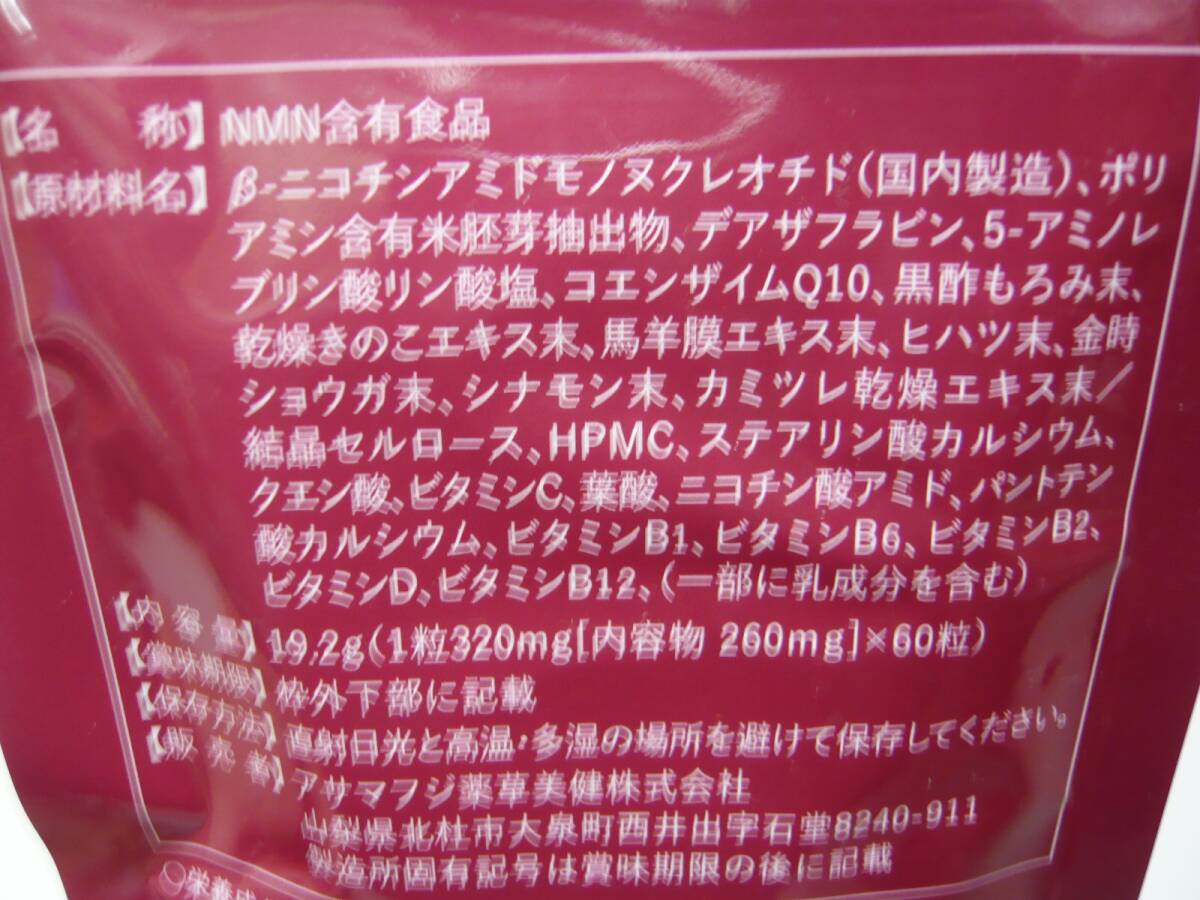 【名　称】NMN含有食品
【原材料名】β-ニコチンアミドモノヌクレオチド(国内製造)、ポリ
アミン含有米胚芽抽出物、デアザフラビン、5-アミノレ
ブリン酸リン酸塩、コエンザイムQ10、黒酢もろみ末、
乾燥きのこエキス末、馬羊膜エキス末、ヒハツ末、金時
ショウガ末、シナモン末、カミツレ乾燥エキス末／
結晶セルロース、HPMC、ステアリン酸カルシウム、
クエン酸、ビタミンC、葉酸、ニコチン酸アミド、パントテン
酸カルシウム、ビタミンB1、ビタミンB6、ビタミンB2、
ビタミンD、ビタミンB12、(一部に乳成分を含む)
【内容量】19.2g(1粒320mg[内容物 260mg]×60粒)
【賞味期限】枠外下部に記載
【保存方法】直射日光と高温・多湿の場所を避けて保存してください。
【販売者】アサマフジ薬草美健株式会社
山梨県北杜市大泉町西井出字石堂8240-911
製造所固有記号は賞味期限の後に記載
○栄養成